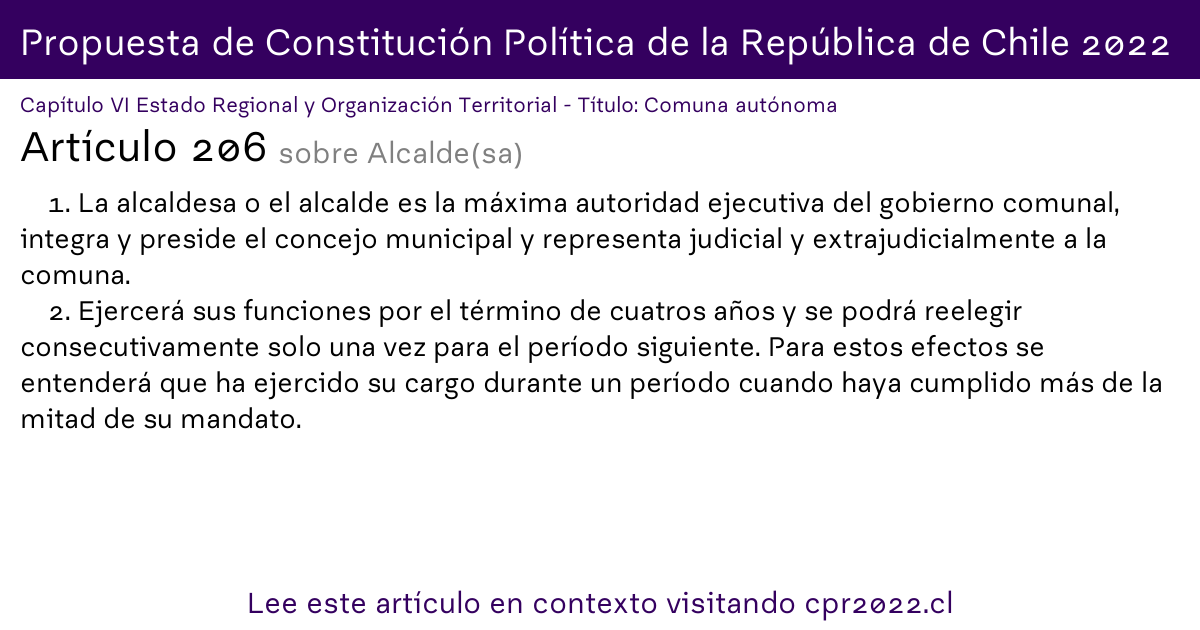 Propuesta de Constitución Política de la República de Chile 2022
Capítulo VI Estado Regional y Organización Territorial - Título: Comuna autónoma
Artículo 206 sobre Alcalde(sa)
1. La alcaldesa o el alcalde es la máxima autoridad ejecutiva del gobierno comunal,
integra y preside el concejo municipal y representa judicial y extrajudicialmente a la
comuna.
2. Ejercerá sus funciones por el término de cuatros años y se podrá reelegir
consecutivamente solo una vez para el período siguiente. Para estos efectos se
entenderá que ha ejercido su cargo durante un período cuando haya cumplido más de la
mitad de su mandato.
Lee este artículo en contexto visitando cpr2022.cl